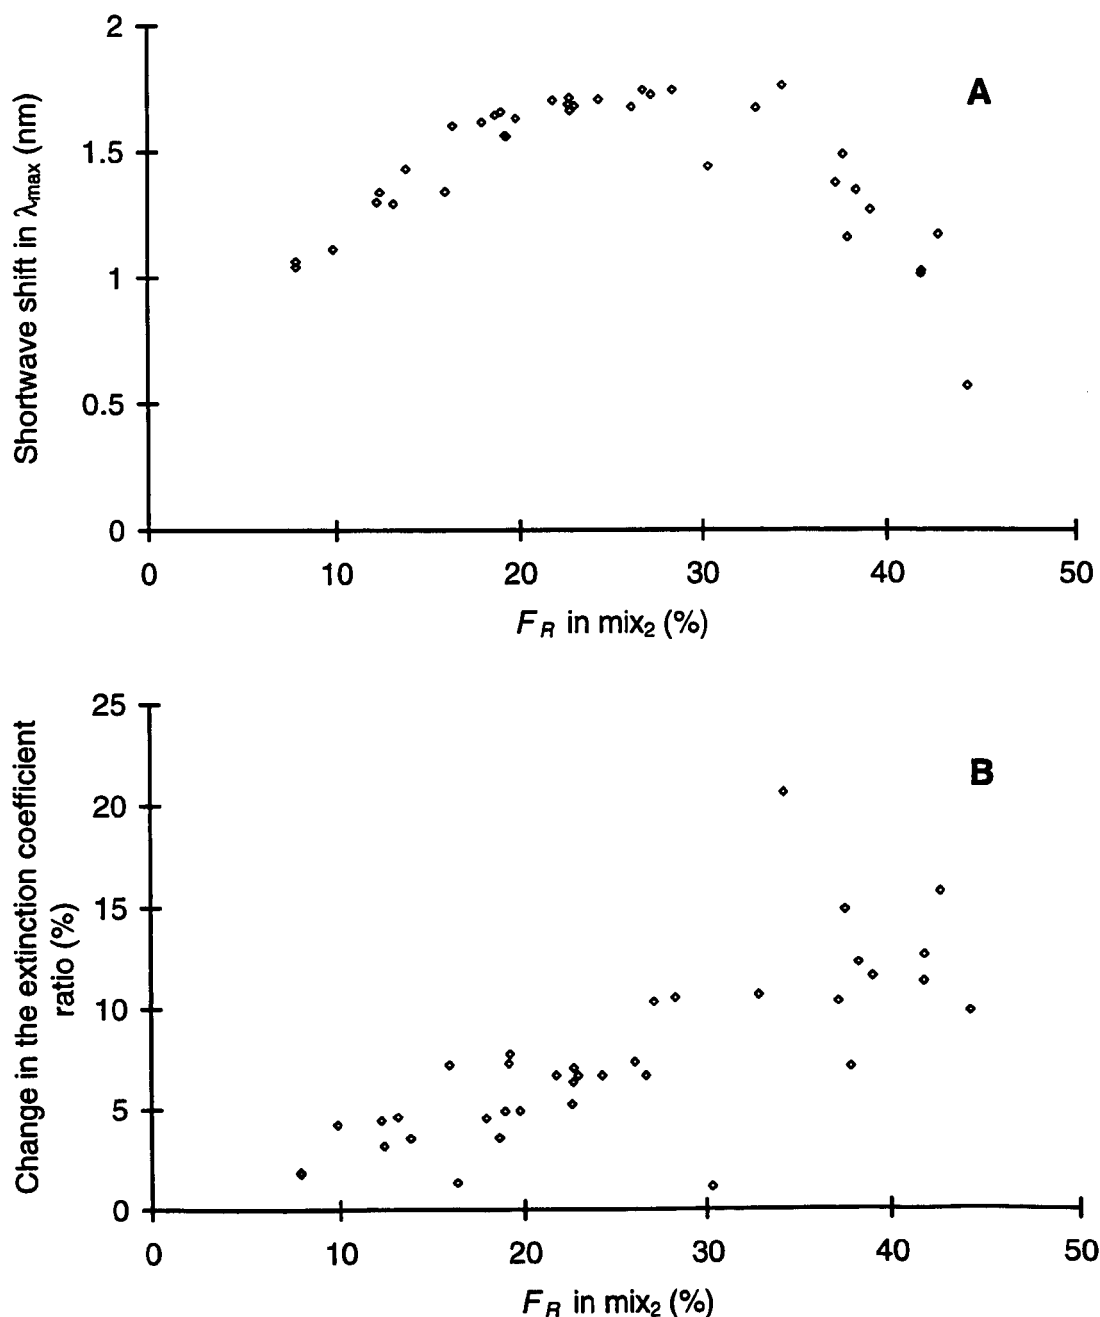 A
Shortwave shift in λmax (nm)
2
1.5
1
0.5
0
0 10 20 30 40 50
FR in mix2 (%)
B
Change in the extinction coefficient
ratio (%)
25
20
15
10
5
0
0 10 20 30 40 50
FR in mix2 (%)